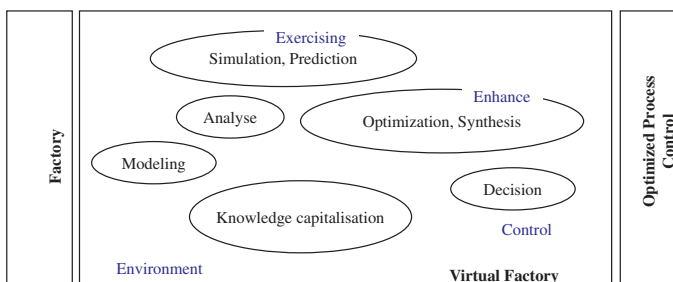 Factory
Exercising
Simulation, Prediction
Analyse
Enhance
Optimization, Synthesis
Modeling
Decision
Knowledge capitalisation
Control
Environment
Virtual Factory
Optimized Process
Control